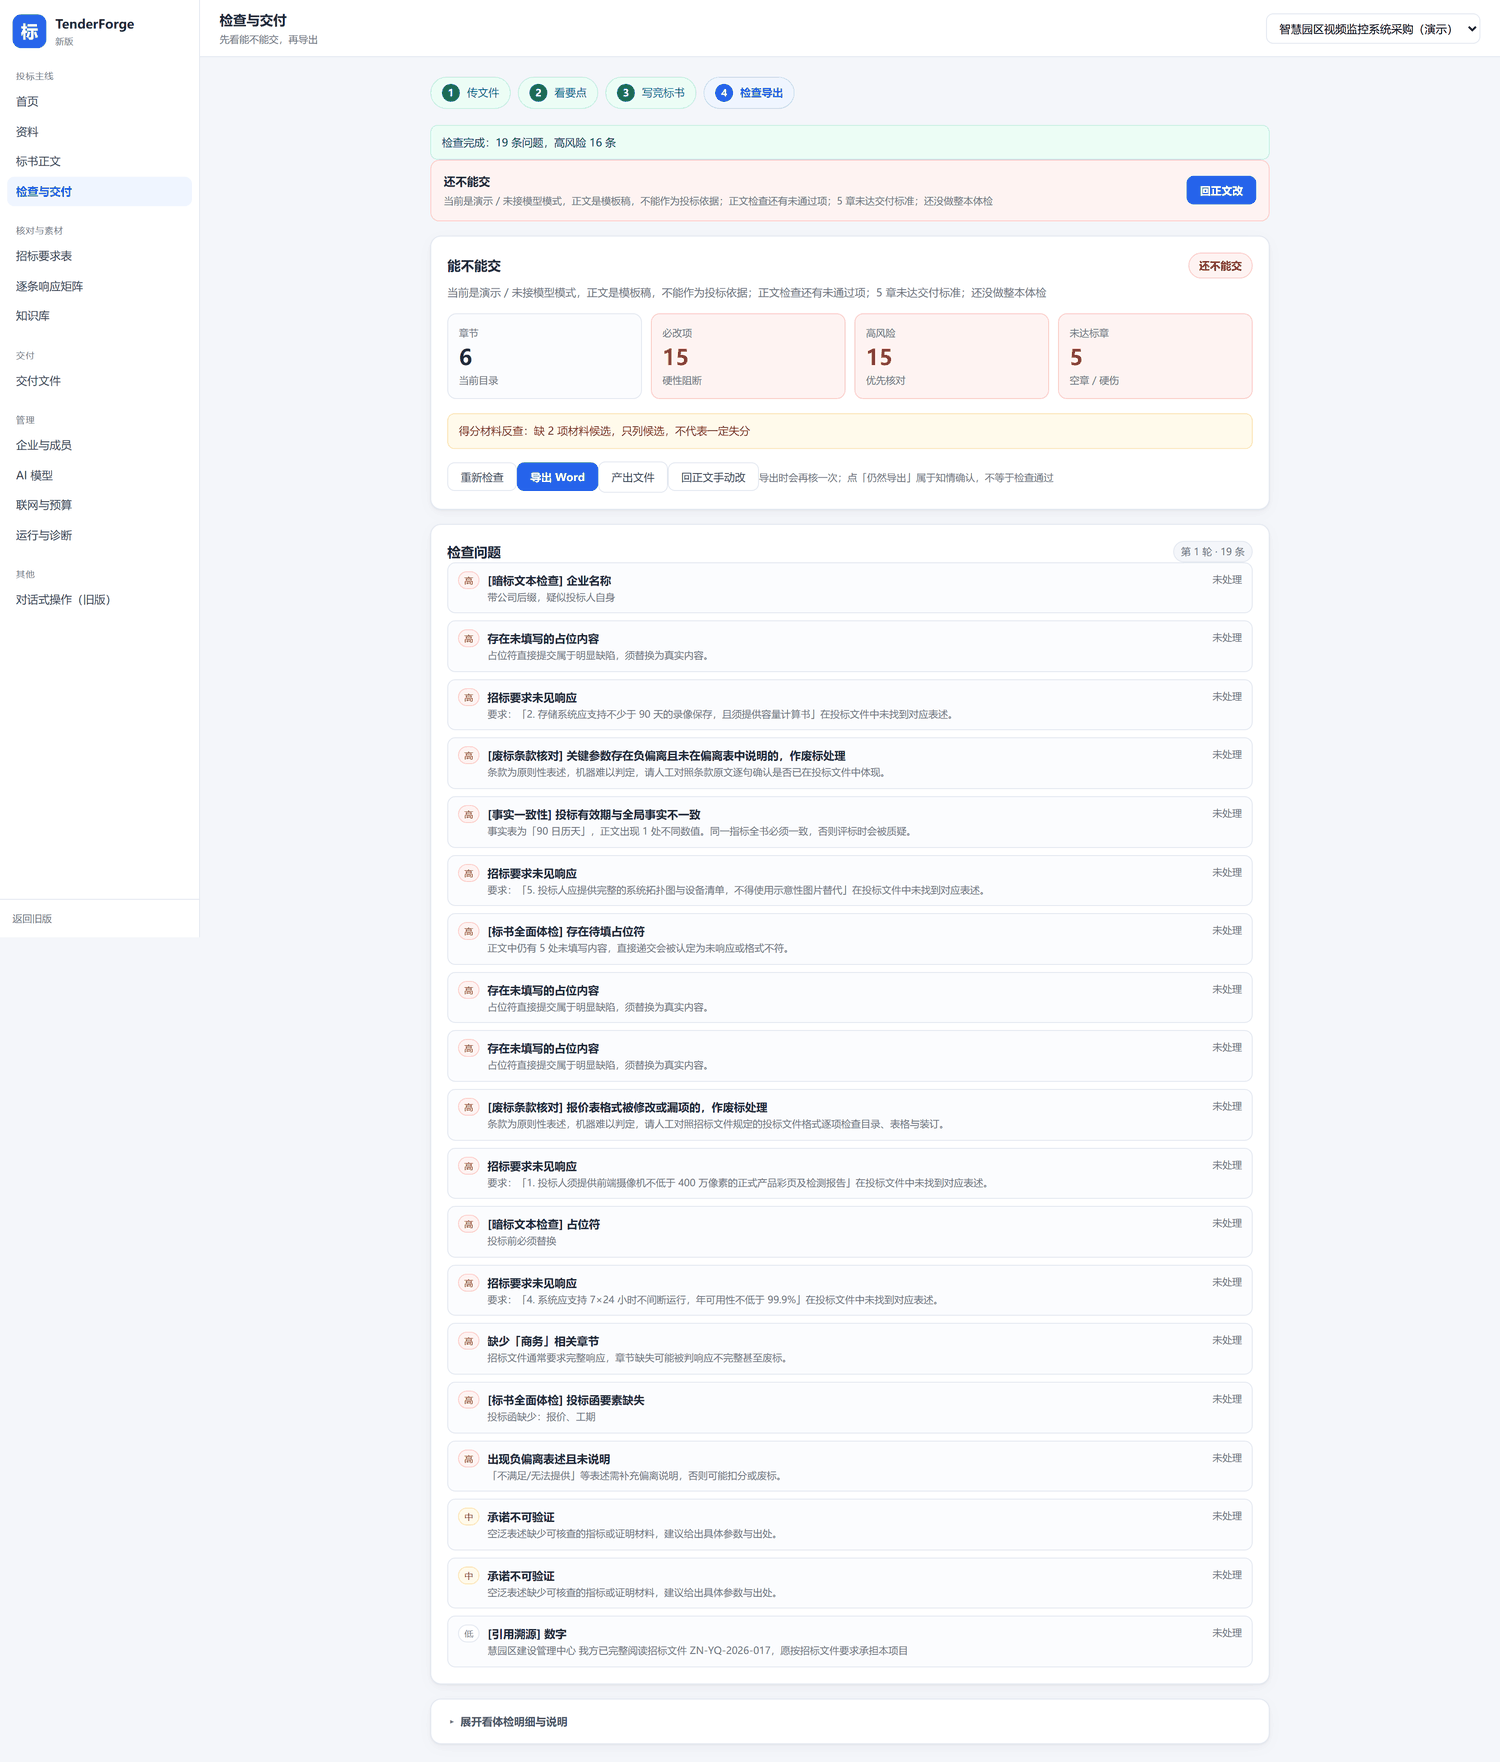 标
TenderForge
新版
投标主线
首页
资料
标书正文
检查与交付
核对与素材
招标要求表
逐条响应矩阵
知识库
交付
交付文件
管理
企业与成员
AI 模型
联网与预算
运行与诊断
其他
对话式操作（旧版）
返回旧版
检查与交付
先看能不能交，再导出
智慧园区视频监控系统采购（演示）
1 传文件
2 看要点
3 写竞标书
4 检查导出
检查完成：19 条问题，高风险 16 条
还不能交
当前是演示 / 未接模型模式，正文是模板稿，不能作为投标依据；正文检查还有未通过项；5 章未达交付标准；还没做整本体检
回正文改
能不能交
还不能交
当前是演示 / 未接模型模式，正文是模板稿，不能作为投标依据；正文检查还有未通过项；5 章未达交付标准；还没做整本体检
章节
6
当前目录
必改项
15
硬性阻断
高风险
15
优先核对
未达标章
5
空章 / 硬伤
得分材料反查：缺 2 项材料候选，只列候选，不代表一定失分
重新检查
导出 Word
产出文件
回正文手动改
导出时会再核一次；点「仍然导出」属于知情确认，不等于检查通过
检查问题
第 1 轮 · 19 条
高 [暗标文本检查] 企业名称 未处理
带公司后缀，疑似投标人自身
高 存在未填写的占位内容 未处理
占位符直接提交属于明显缺陷，须替换为真实内容。
高 招标要求未见响应 未处理
要求：「2. 存储系统应支持不少于 90 天的录像保存，且须提供容量计算书」在投标文件中未找到对应表述。
高 [废标条款核对] 关键参数存在负偏离且未在偏离表中说明的，作废标处理 未处理
条款为原则性表述，机器难以判定，请人工对照条款原文逐句确认是否已在投标文件中体现。
高 [事实一致性] 投标有效期与全局事实不一致 未处理
事实表为「90 日历天」，正文出现 1 处不同数值。同一指标全书必须一致，否则评标时会被质疑。
高 招标要求未见响应 未处理
要求：「5. 投标人应提供完整的系统拓扑图与设备清单，不得使用示意性图片替代」在投标文件中未找到对应表述。
高 [标书全面体检] 存在待填占位符 未处理
正文中仍有 5 处未填写内容，直接递交会被认定为未响应或格式不符。
高 存在未填写的占位内容 未处理
占位符直接提交属于明显缺陷，须替换为真实内容。
高 存在未填写的占位内容 未处理
占位符直接提交属于明显缺陷，须替换为真实内容。
高 [废标条款核对] 报价表格式被修改或漏项的，作废标处理 未处理
条款为原则性表述，机器难以判定，请人工对照招标文件规定的投标文件格式逐项检查目录、表格与装订。
高 招标要求未见响应 未处理
要求：「1. 投标人须提供前端摄像机不低于 400 万像素的正式产品彩页及检测报告」在投标文件中未找到对应表述。
高 [暗标文本检查] 占位符 未处理
投标前必须替换
高 招标要求未见响应 未处理
要求：「4. 系统应支持 7×24 小时不间断运行，年可用性不低于 99.9%」在投标文件中未找到对应表述。
高 缺少「商务」相关章节 未处理
招标文件通常要求完整响应，章节缺失可能被判响应不完整甚至废标。
高 [标书全面体检] 投标函要素缺失 未处理
投标函缺少：报价、工期
高 出现负偏离表述且未说明 未处理
「不满足/无法提供」等表述需补充偏离说明，否则可能扣分或废标。
中 承诺不可验证 未处理
空泛表述缺少可核查的指标或证明材料，建议给出具体参数与出处。
中 承诺不可验证 未处理
空泛表述缺少可核查的指标或证明材料，建议给出具体参数与出处。
低 [引用溯源] 数字 未处理
慧园区建设管理中心 我方已完整阅读招标文件 ZN-YQ-2026-017，愿按招标文件要求承担本项目
展开看体检明细与说明